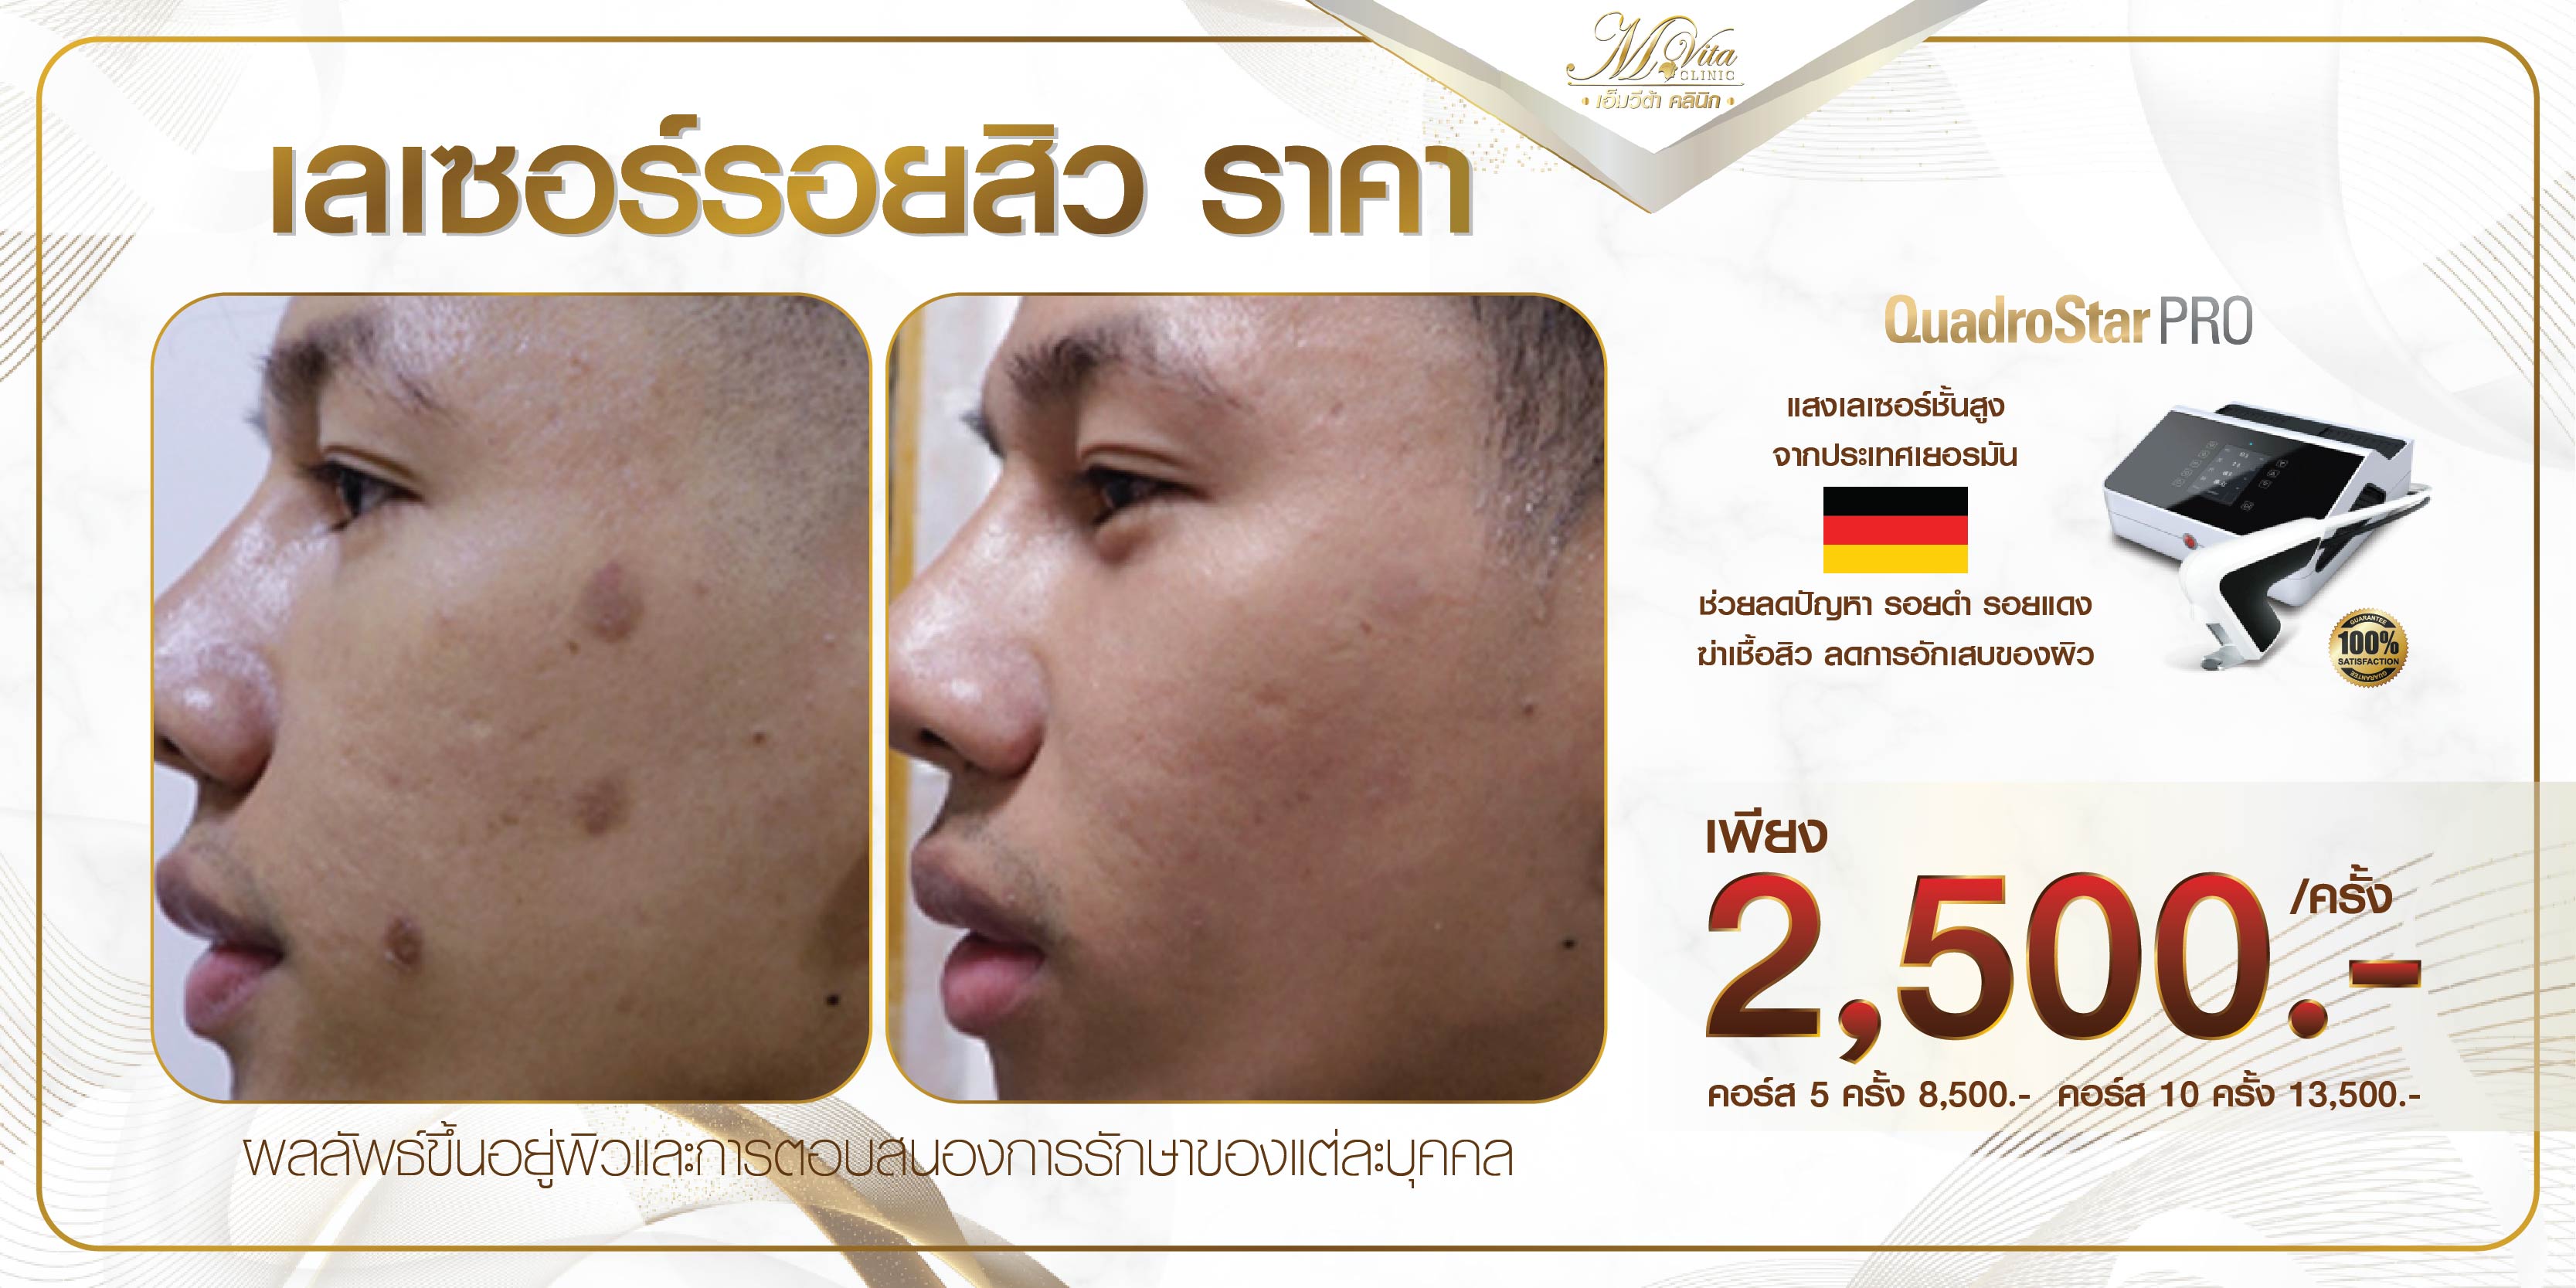 M Vita
CLINIC
เอ็มวีต้า คลินิก
เลเซอร์รอยสิว ราคา
QuadroStar PRO
แสงเลเซอร์ชั้นสูง
จากประเทศเยอรมัน
ช่วยลดปัญหา รอยดำ รอยแดง
ฆ่าเชื้อสิว ลดการอักเสบของผิว
GUARANTEE
100%
SATISFACTION
GUARANTEE
เพียง
2,500.- /ครั้ง
คอร์ส 5 ครั้ง 8,500.- คอร์ส 10 ครั้ง 13,500.-
ผลลัพธ์ขึ้นอยู่ผิวและการตอบสนองการรักษาของแต่ละบุคคล